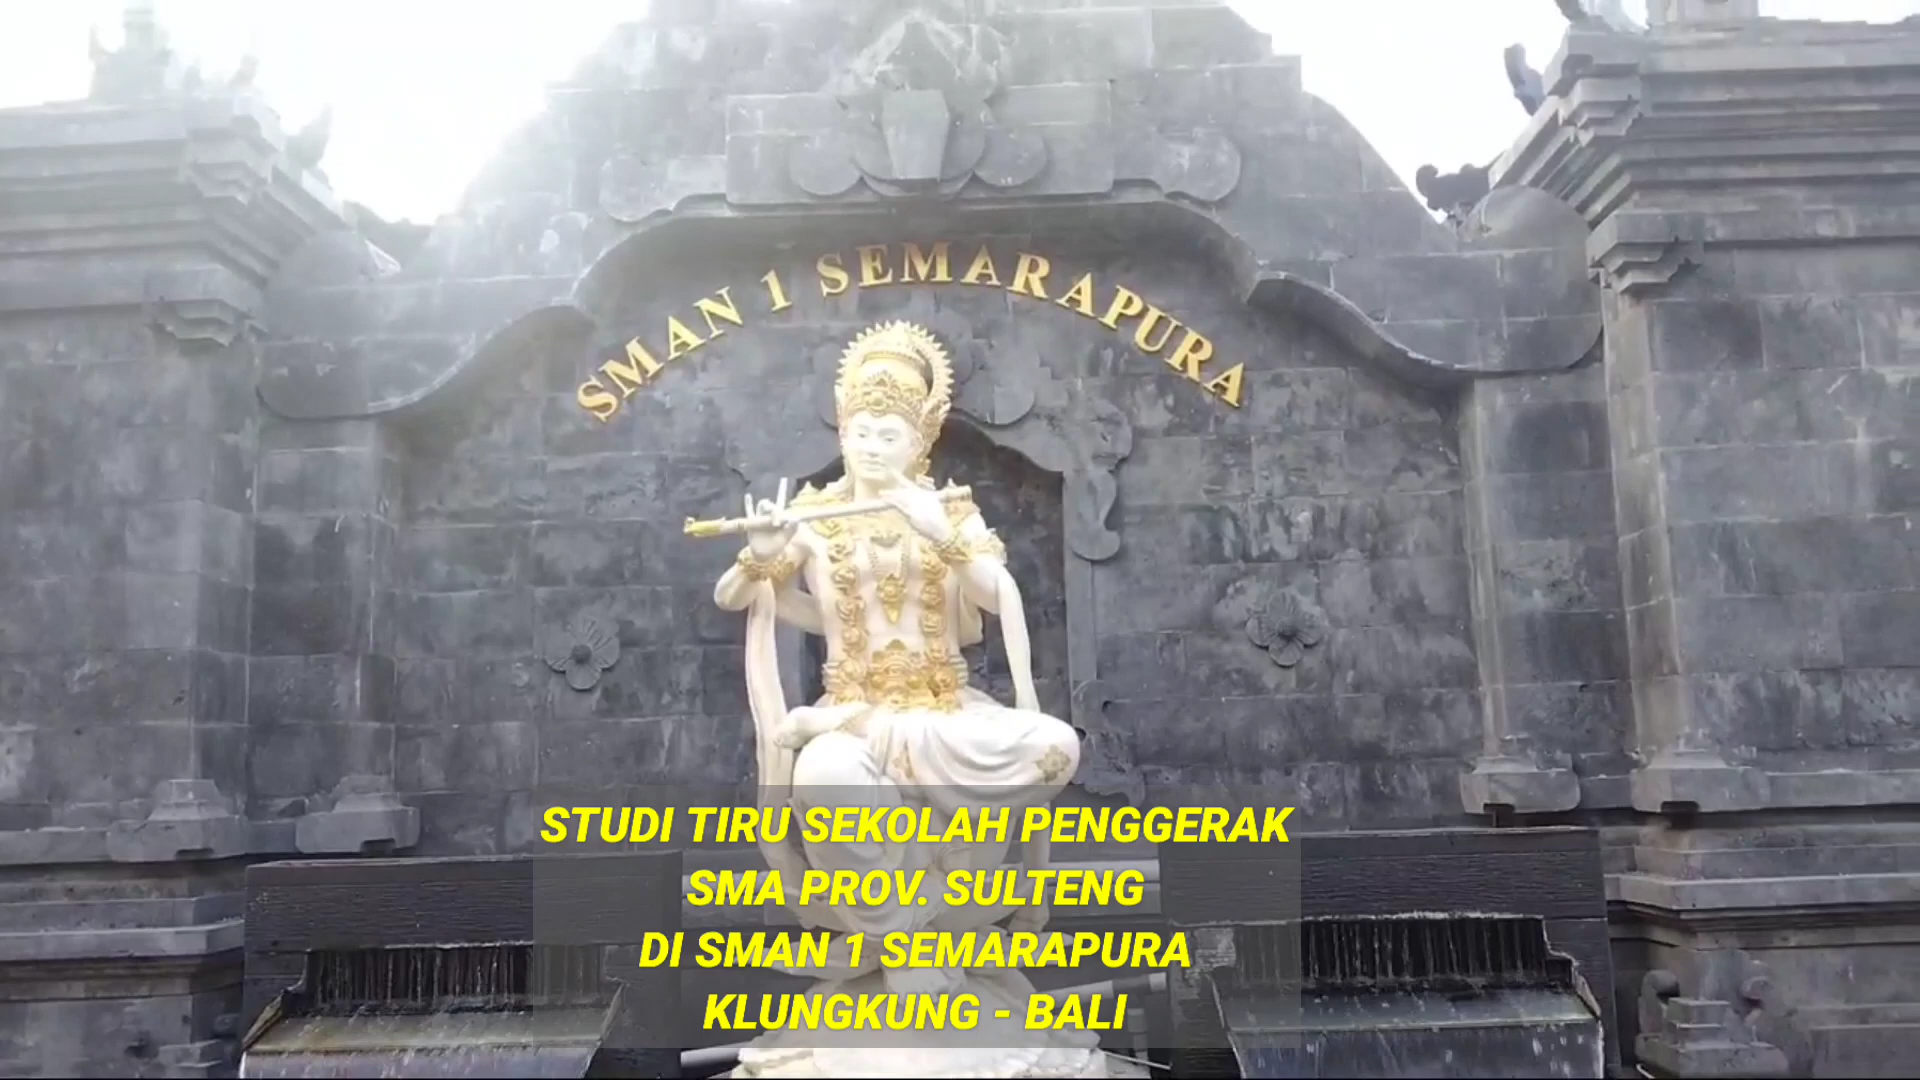 SMAN 1 SEMARAPURA
STUDI TIRU SEKOLAH PENGGERAK
SMA PROV. SULTENG
DI SMAN 1 SEMARAPURA
KLUNGKUNG - BALI